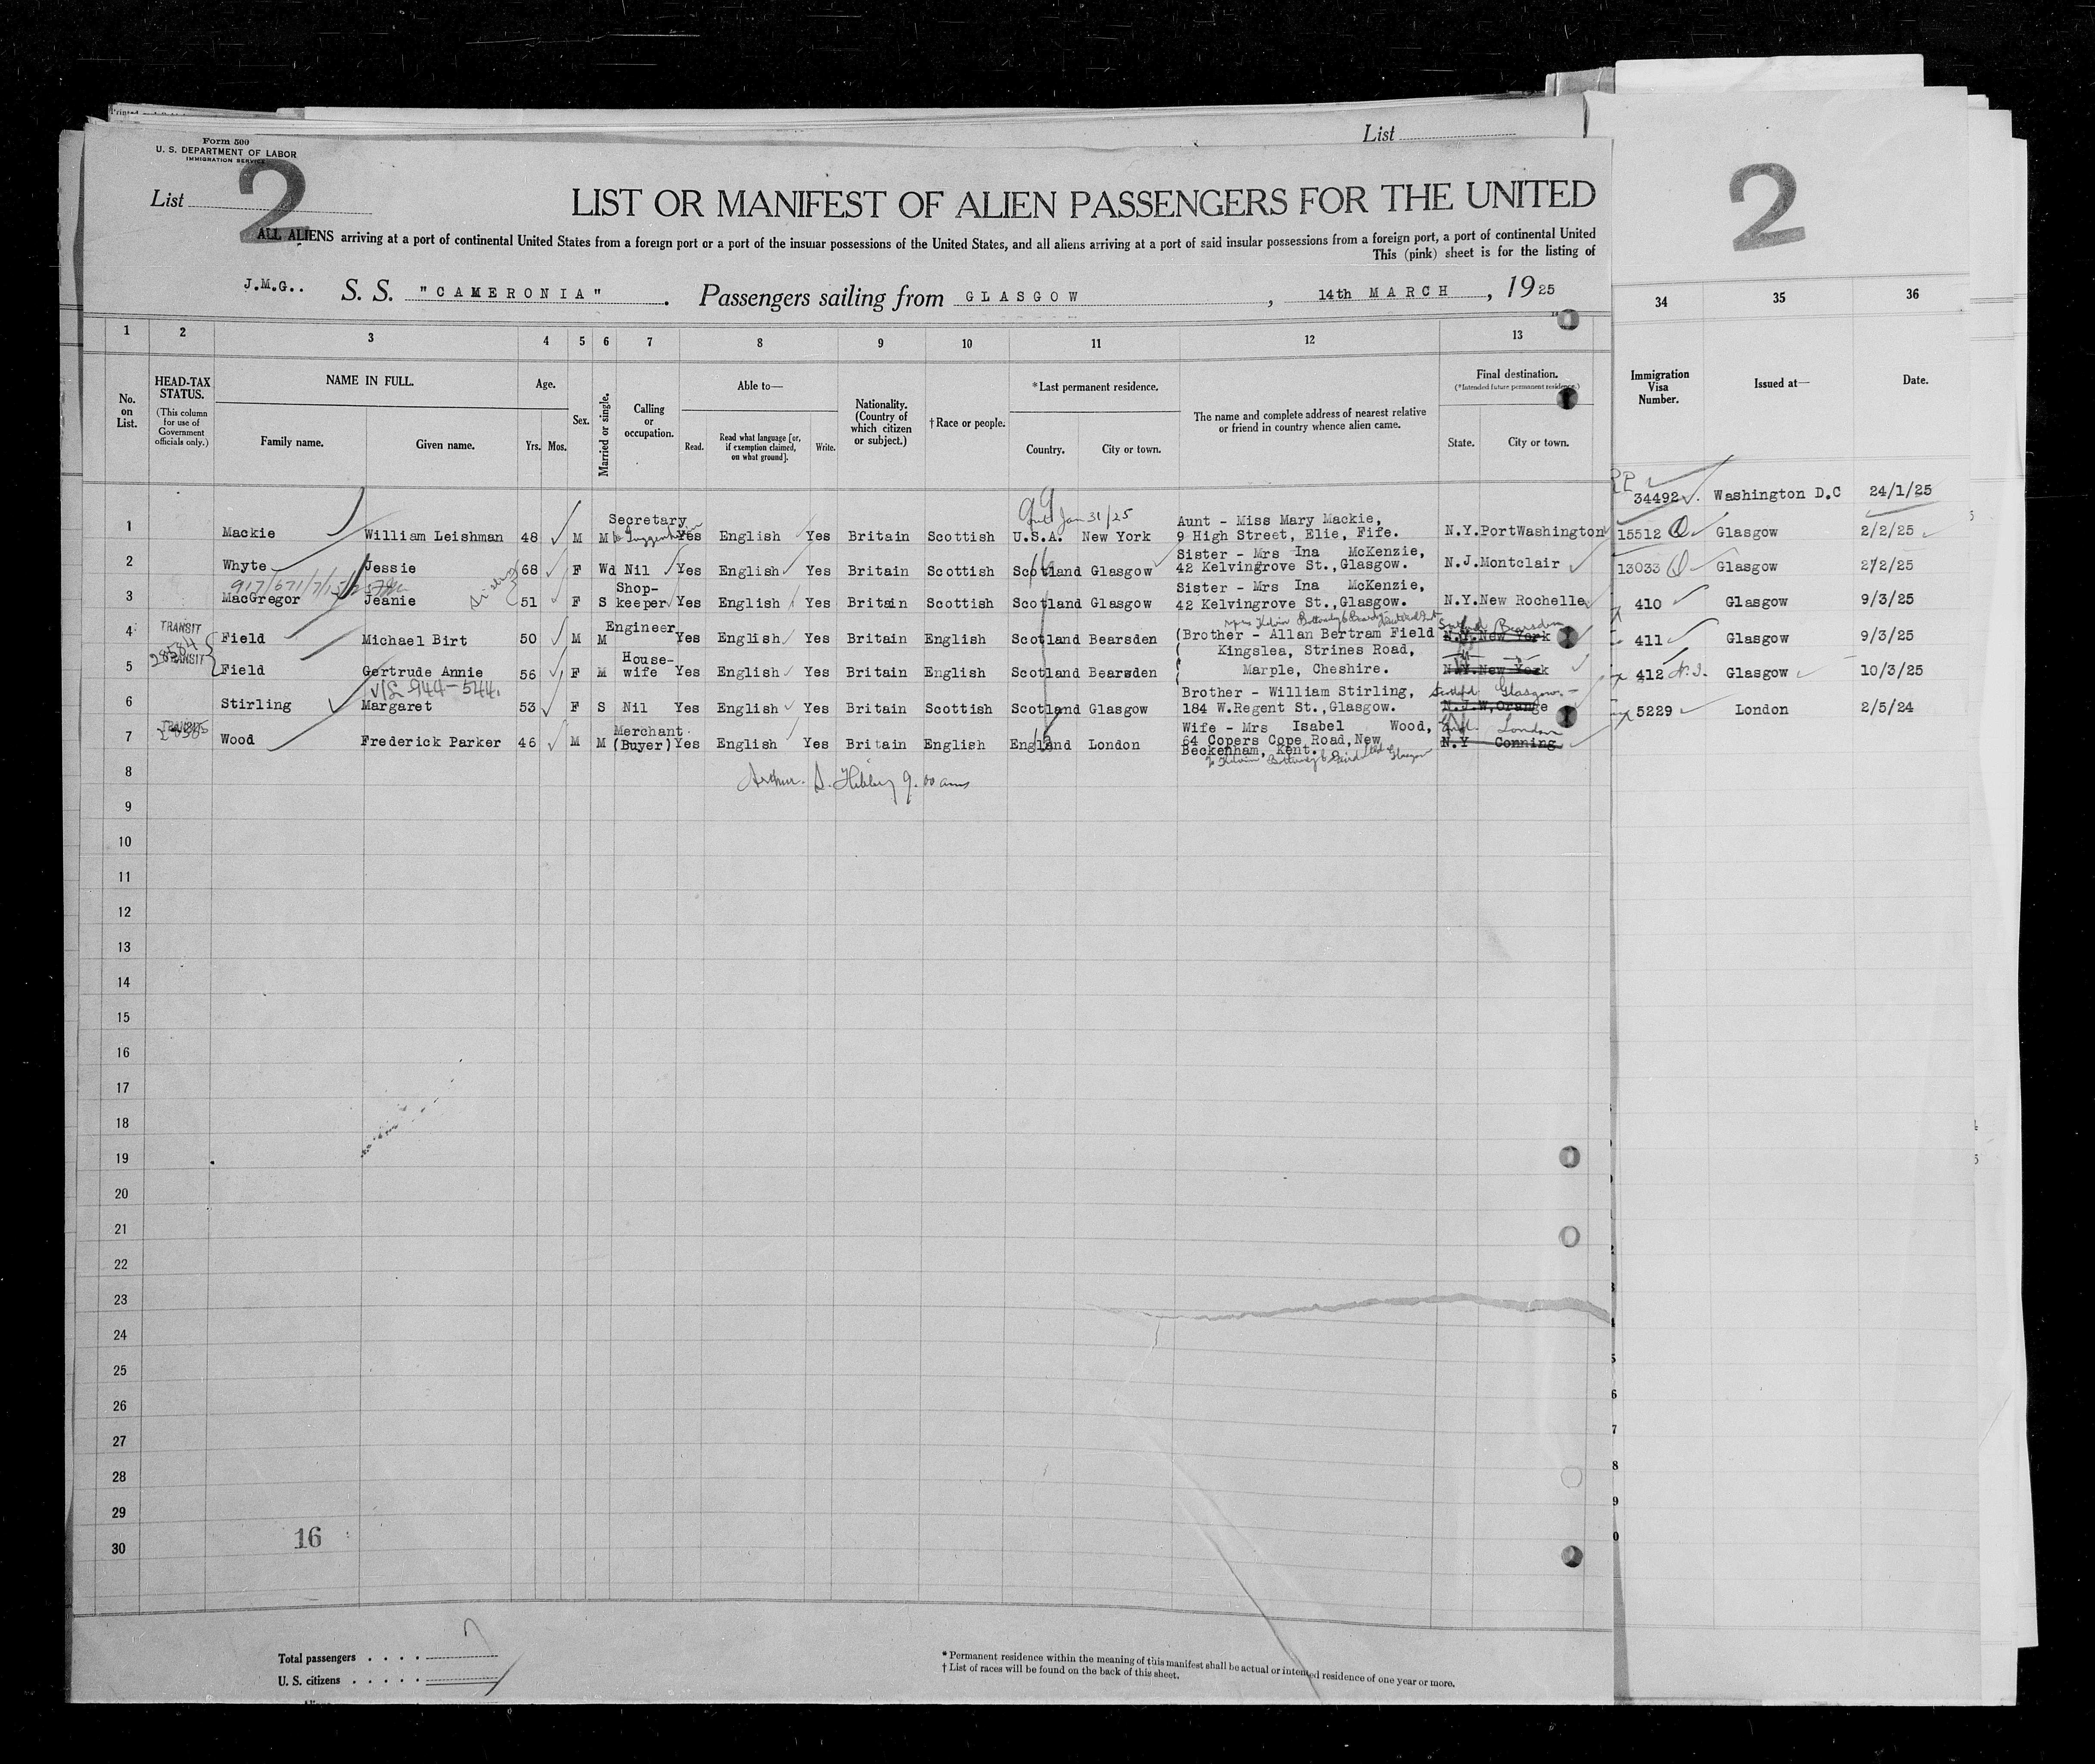 List
Form 500
U. S. DEPARTMENT OF LABOR
IMMIGRATION SERVICE
List 2
2
LIST OR MANIFEST OF ALIEN PASSENGERS FOR THE UNITED
ALL ALIENS arriving at a port of continental United States from a foreign port or a port of the insular possessions of the United States, and all aliens arriving at a port of said insular possessions from a foreign port, a port of continental United
This (pink) sheet is for the listing of
J.M.G.. S. S. "CAMERONIA". Passengers sailing from GLASGOW, 14th MARCH, 1925
1 2 3 4 5 6 7 8 9 10 11 12 13 34 35 36
No. on List.
HEAD-TAX STATUS.
(This column for use of Government officials only.)
NAME IN FULL.
Family name. Given name.
Age.
Yrs. Mos.
Sex.
Married or single.
Calling or occupation.
Able to—
Read. Read what language [or, if exemption claimed, on what ground]. Write.
Nationality. (Country of which citizen or subject.)
†Race or people.
*Last permanent residence.
Country. City or town.
The name and complete address of nearest relative or friend in country whence alien came.
Final destination.
(*Intended future permanent residence.)
State. City or town.
Immigration Visa Number.
Issued at—
Date.
PP 34492. Washington D.C 24/1/25
Jan 31/25
1 Mackie William Leishman 48 M M Secretary Yes English Yes Britain Scottish U.S.A. New York Aunt - Miss Mary Mackie, 9 High Street, Elie, Fife. N.Y. PortWashington 15512 Glasgow 2/2/25
2 Whyte Jessie 68 F Wd Nil Yes English Yes Britain Scottish Scotland Glasgow Sister - Mrs Ina McKenzie, 42 Kelvingrove St., Glasgow. N.J. Montclair 13033 Glasgow 2/2/25
3 MacGregor Jeanie 51 F S Shop-keeper Yes English Yes Britain Scottish Scotland Glasgow Sister - Mrs Ina McKenzie, 42 Kelvingrove St., Glasgow. N.Y. New Rochelle 410 Glasgow 9/3/25
4 TRANSIT Field Michael Birt 50 M M Engineer Yes English Yes Britain English Scotland Bearsden (Brother - Allan Bertram Field N.Y. New York Bearsden 411 Glasgow 9/3/25
5 TRANSIT Field Gertrude Annie 56 F M House-wife Yes English Yes Britain English Scotland Bearsden Kingslea, Strines Road, Marple, Cheshire. N.Y. New York 412 Glasgow 10/3/25
944-544.
6 Stirling Margaret 53 F S Nil Yes English Yes Britain Scottish Scotland Glasgow Brother - William Stirling, 184 W.Regent St., Glasgow. N.J. W,Orange Glasgow. 5229 London 2/5/24
7 TRANSIT Wood Frederick Parker 46 M M Merchant (Buyer) Yes English Yes Britain English England London Wife - Mrs Isabel Wood, 64 Copers Cope Road, New Beckenham, Kent. N.Y Conning London
Glasgow
8
9
10
11
12
13
14
15
16
17
18
19
20
21
22
23
24
25
26
27
28
29
30
16
Total passengers . . . . 7
U. S. citizens . . . . .
* Permanent residence within the meaning of this manifest shall be actual or intended residence of one year or more.
† List of races will be found on the back of this sheet.